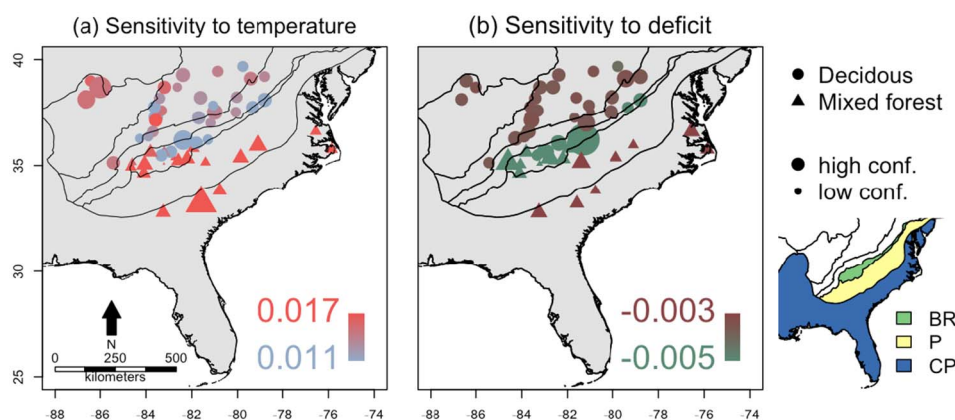 (a) Sensitivity to temperature
(b) Sensitivity to deficit
40
35
30
25
Decidous
Mixed forest
high conf.
low conf.
0.017
0.011
-0.003
-0.005
N
0 250 500
kilometers
BR
P
CP
-88 -86 -84 -82 -80 -78 -76 -74
-88 -86 -84 -82 -80 -78 -76 -74